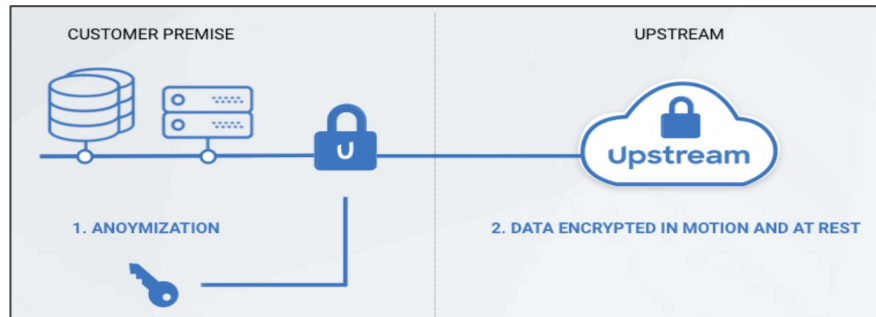 CUSTOMER PREMISE
UPSTREAM
U
Upstream
1. ANOYMIZATION
2. DATA ENCRYPTED IN MOTION AND AT REST